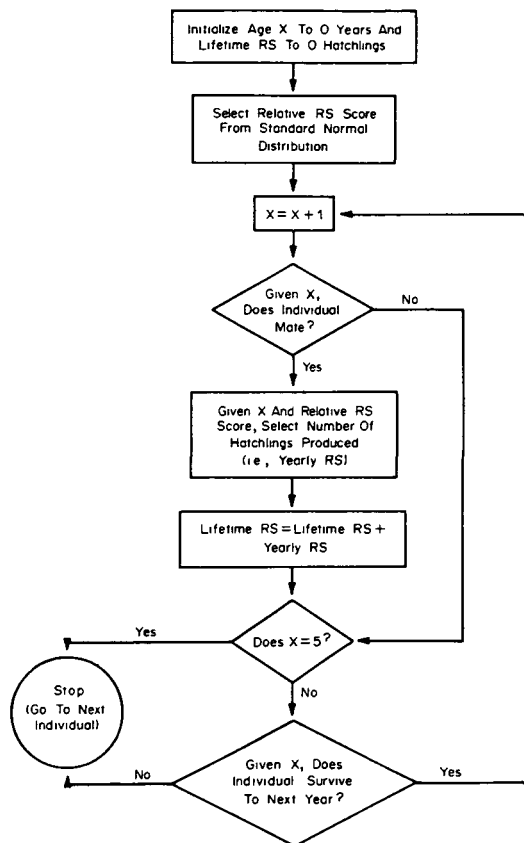 Initialize Age X To O Years And
Lifetime RS To O Hatchlings
Select Relative RS Score
From Standard Normal
Distribution
X = X + 1
Given X,
Does Individual
Mate?
No
Yes
Given X And Relative RS
Score, Select Number Of
Hatchlings Produced
(i e, Yearly RS)
Lifetime RS = Lifetime RS +
Yearly RS
Yes
Does X = 5?
Stop
(Go To Next
Individual)
No
Given X, Does
Individual Survive
To Next Year?
No
Yes